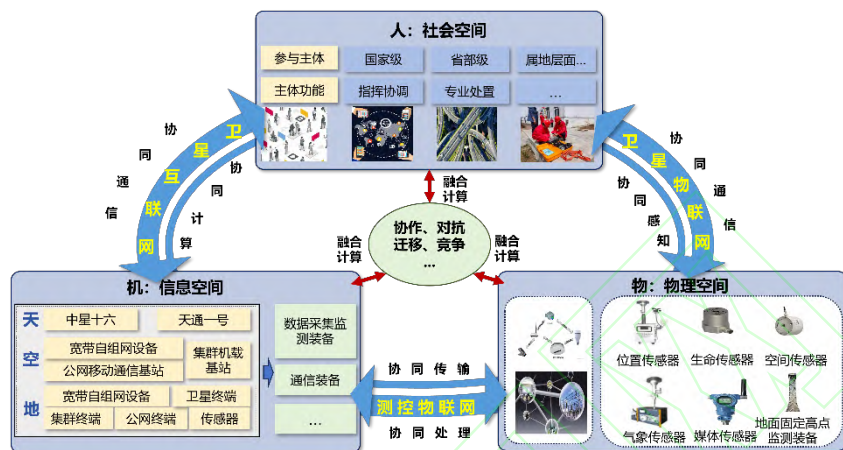 人：社会空间
参与主体
国家级
省部级
属地层面...
主体功能
指挥协调
专业处置
...
卫星互联网
协同通信
协同计算
卫星物联网
协同通信
协同感知
融合
计算
协作、对抗
迁移、竞争
...
融合
计算
融合
计算
机：信息空间
天
中星十六
天通一号
空
宽带自组网设备
公网移动通信基站
集群机载
基站
地
宽带自组网设备
卫星终端
集群终端
公网终端
传感器
数据采集监
测装备
通信装备
...
协同传输
测控物联网
协同处理
物：物理空间
位置传感器
生命传感器
空间传感器
气象传感器
媒体传感器
地面固定高点
监测装备